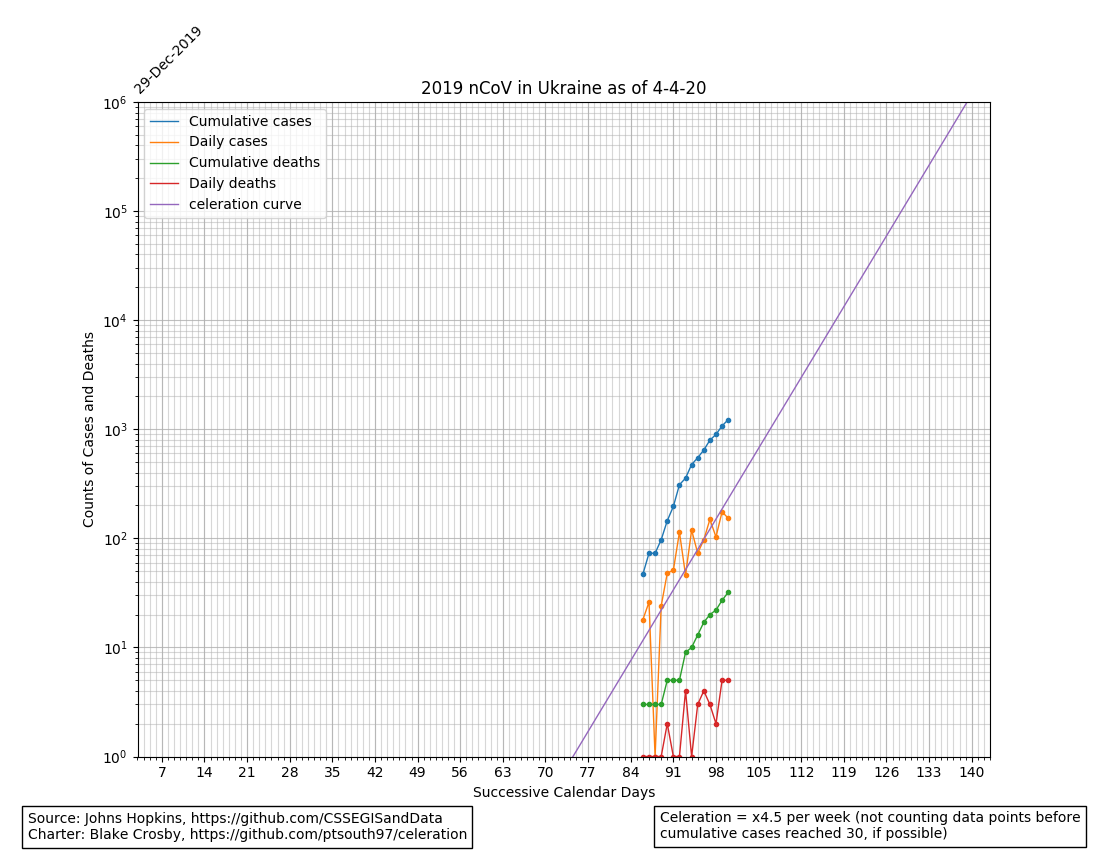 29-Dec-2019
2019 nCoV in Ukraine as of 4-4-20
Cumulative cases
Daily cases
Cumulative deaths
Daily deaths
celeration curve
10^6
10^5
10^4
10^3
10^2
10^1
10^0
Counts of Cases and Deaths
7 14 21 28 35 42 49 56 63 70 77 84 91 98 105 112 119 126 133 140
Successive Calendar Days
Source: Johns Hopkins, https://github.com/CSSEGISandData
Charter: Blake Crosby, https://github.com/ptsouth97/celeration
Celeration = x4.5 per week (not counting data points before
cumulative cases reached 30, if possible)